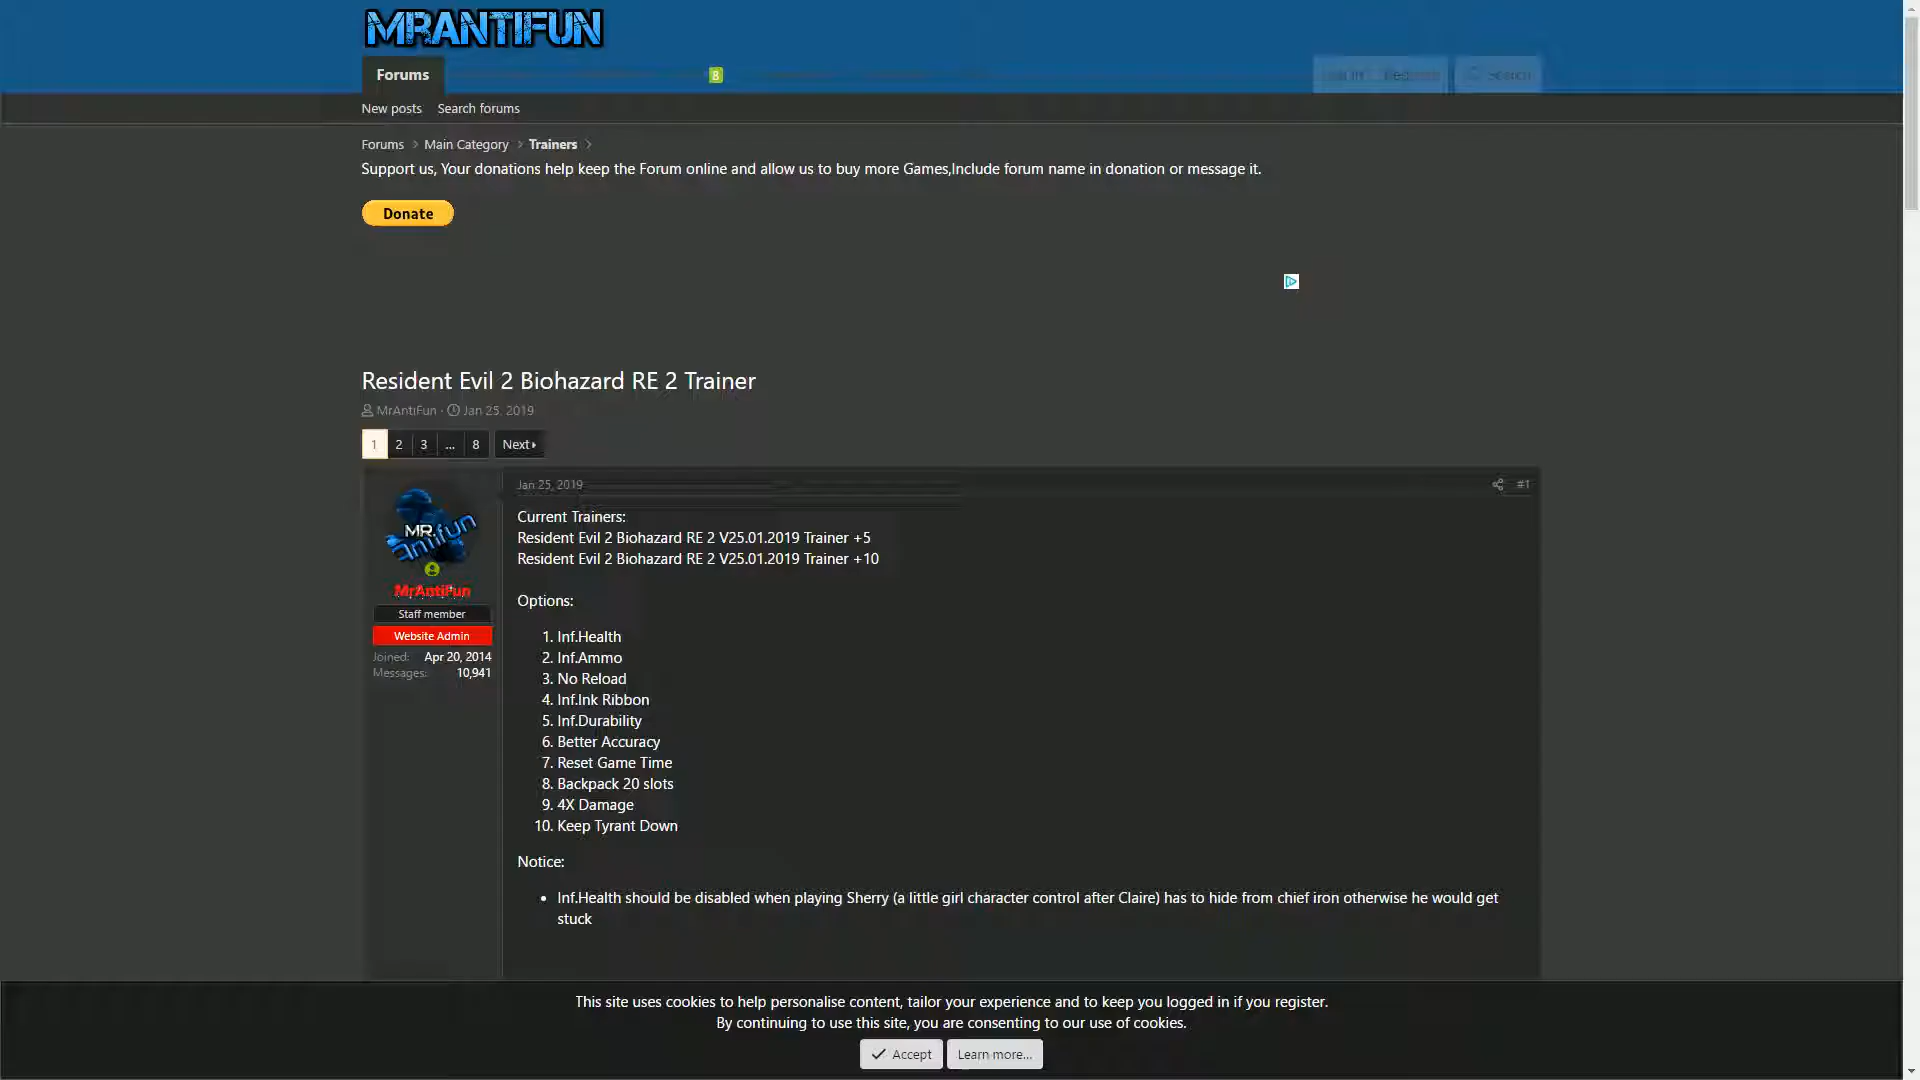 MRANTIFUN
Forums
8
Register
Search
New posts Search forums
Forums Main Category Trainers
Support us, Your donations help keep the Forum online and allow us to buy more Games,Include forum name in donation or message it.
Donate
Resident Evil 2 Biohazard RE 2 Trainer
MrAntiFun · Jan 25, 2019
1 2 3 ... 8 Next
Jan 25, 2019 #1
MR.
Antifun
MrAntiFun
Staff member
Website Admin
Joined: Apr 20, 2014
Messages: 10,941
Current Trainers:
Resident Evil 2 Biohazard RE 2 V25.01.2019 Trainer +5
Resident Evil 2 Biohazard RE 2 V25.01.2019 Trainer +10
Options:
1. Inf.Health
2. Inf.Ammo
3. No Reload
4. Inf.Ink Ribbon
5. Inf.Durability
6. Better Accuracy
7. Reset Game Time
8. Backpack 20 slots
9. 4X Damage
10. Keep Tyrant Down
Notice:
• Inf.Health should be disabled when playing Sherry (a little girl character control after Claire) has to hide from chief iron otherwise he would get
stuck
This site uses cookies to help personalise content, tailor your experience and to keep you logged in if you register.
By continuing to use this site, you are consenting to our use of cookies.
Accept Learn more...